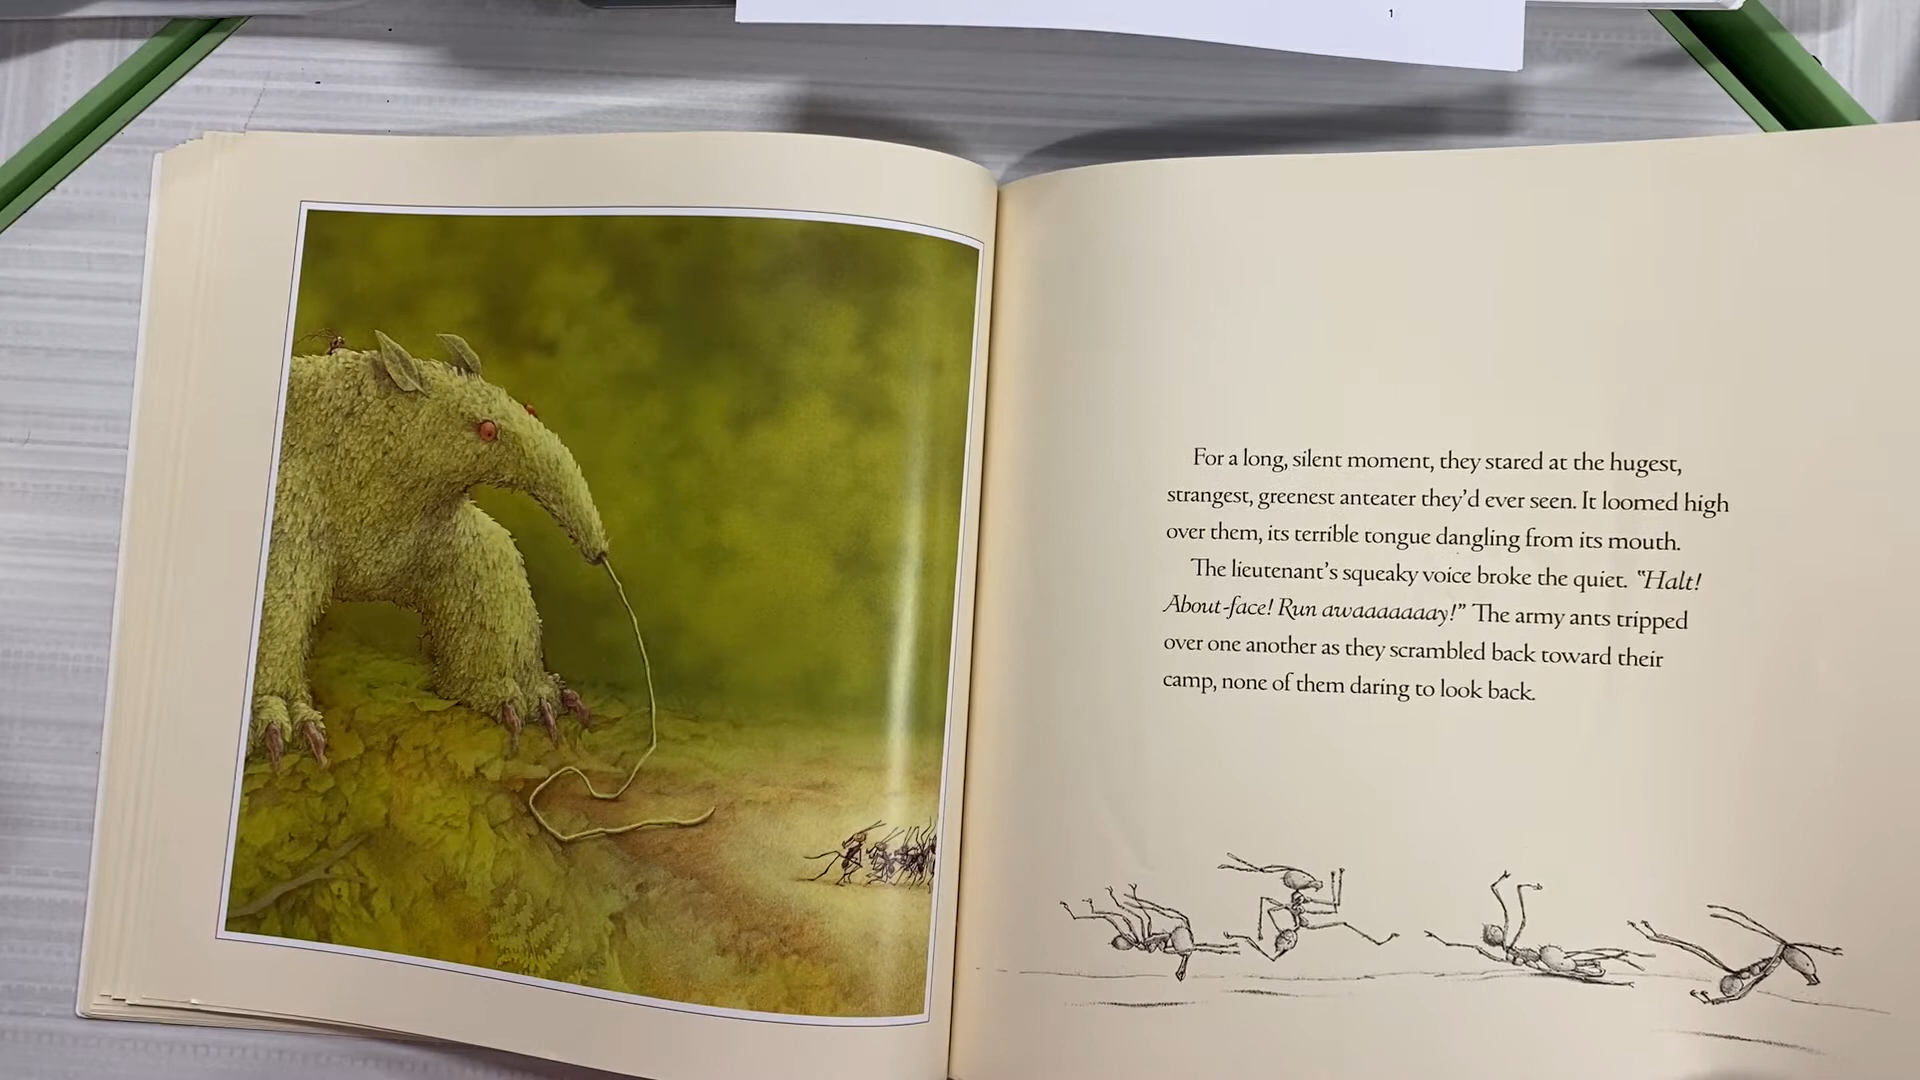 1
For a long, silent moment, they stared at the hugest,
strangest, greenest anteater they’d ever seen. It loomed high
over them, its terrible tongue dangling from its mouth.
The lieutenant’s squeaky voice broke the quiet. “Halt!
About-face! Run awaaaaaaay!” The army ants tripped
over one another as they scrambled back toward their
camp, none of them daring to look back.